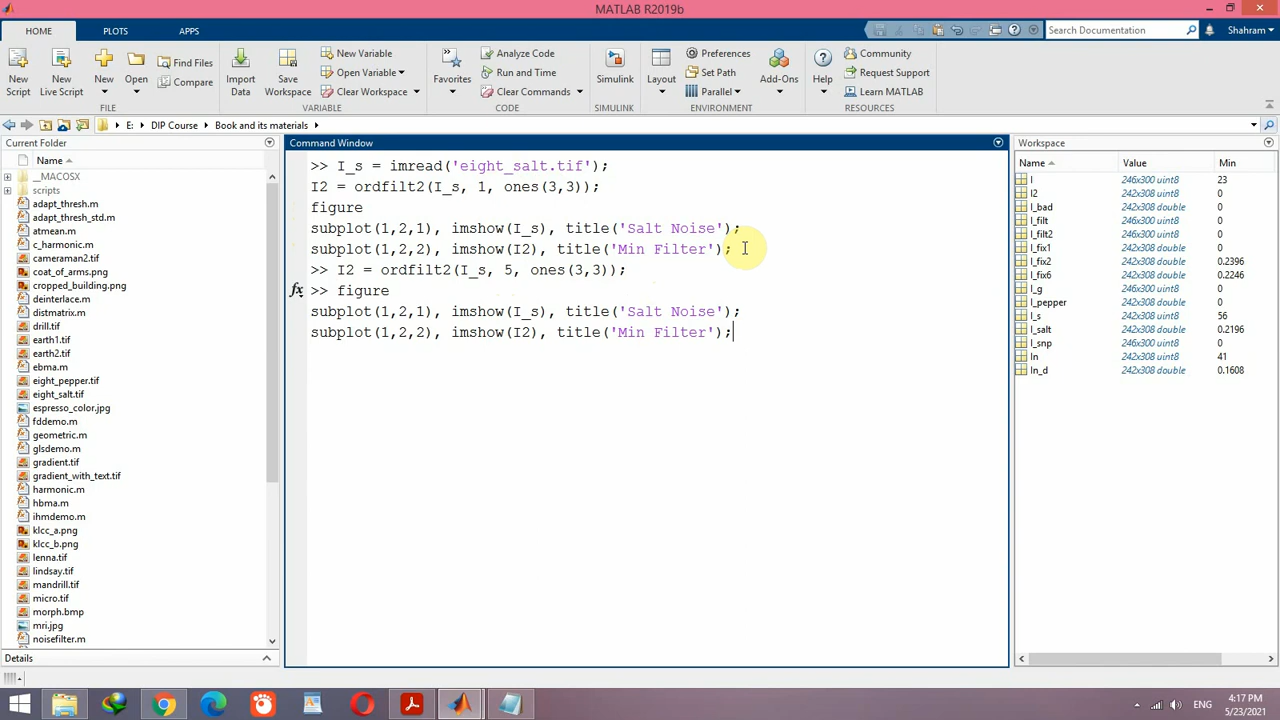 MATLAB R2019b
HOME PLOTS APPS
Search Documentation Shahram
New Script New Live Script New Open Find Files Compare
Import Data Save Workspace New Variable Open Variable Clear Workspace
Favorites Analyze Code Run and Time Clear Commands
Simulink Layout Preferences Set Path Parallel Add-Ons
Help Community Request Support Learn MATLAB
FILE VARIABLE CODE SIMULINK ENVIRONMENT RESOURCES
E: DIP Course Book and its materials
Current Folder
Name
__MACOSX
scripts
adapt_thresh.m
adapt_thresh_std.m
atmean.m
c_harmonic.m
cameraman2.tif
coat_of_arms.png
cropped_building.png
deinterlace.m
distmatrix.m
drill.tif
earth1.tif
earth2.tif
eight_pepper.tif
eight_salt.tif
espresso_color.jpg
fddemo.m
geometric.m
glsdemo.m
gradient.tif
gradient_with_text.tif
harmonic.m
hbma.m
ihmdemo.m
klcc_a.png
klcc_b.png
lenna.tif
lindsay.tif
mandrill.tif
micro.tif
morph.bmp
mri.jpg
noisefilter.m
Details
Command Window
>> I_s = imread('eight_salt.tif');
I2 = ordfilt2(I_s, 1, ones(3,3));
figure
subplot(1,2,1), imshow(I_s), title('Salt Noise');
subplot(1,2,2), imshow(I2), title('Min Filter');
>> I2 = ordfilt2(I_s, 5, ones(3,3));
fx >> figure
subplot(1,2,1), imshow(I_s), title('Salt Noise');
subplot(1,2,2), imshow(I2), title('Min Filter');
Workspace
Name Value Min
I 246x300 uint8 23
I2 242x308 uint8 0
I_bad 242x308 double 0
I_filt 246x300 uint8 0
I_filt2 246x300 uint8 0
I_fix1 242x308 double 0
I_fix2 242x308 double 0.2396
I_fix6 242x308 double 0.2246
I_g 246x300 uint8 0
I_pepper 242x308 double 0
I_s 242x308 uint8 56
I_salt 242x308 double 0.2196
I_snp 246x300 uint8 0
In 242x308 uint8 41
In_d 242x308 double 0.1608
ENG
4:17 PM
5/23/2021